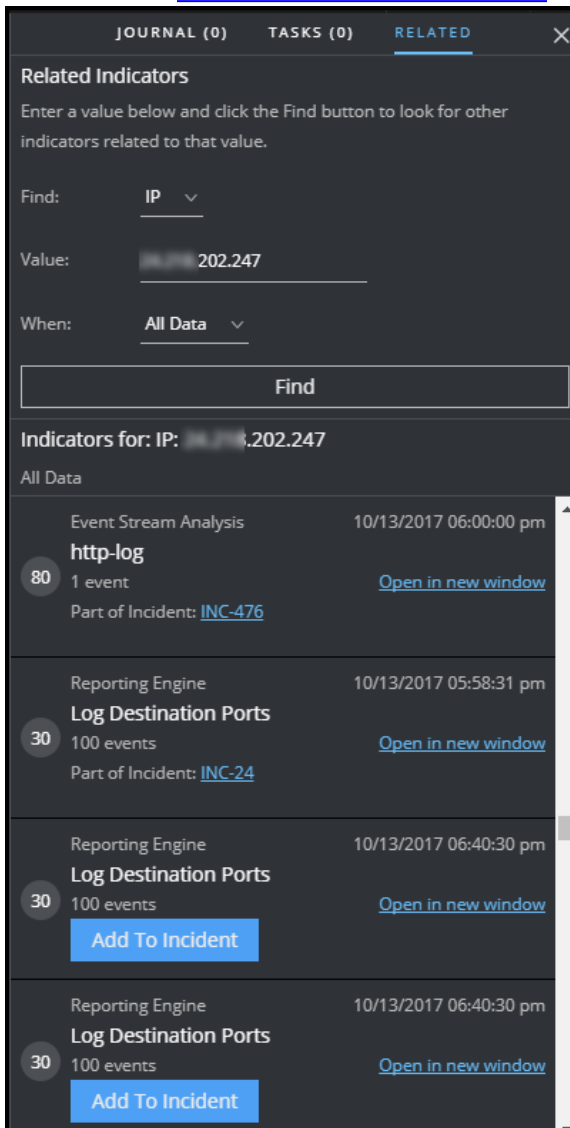 JOURNAL (0) TASKS (0) RELATED
Related Indicators
Enter a value below and click the Find button to look for other
indicators related to that value.
Find: IP
Value: .202.247
When: All Data
Find
Indicators for: IP: .202.247
All Data
Event Stream Analysis 10/13/2017 06:00:00 pm
http-log
80 1 event Open in new window
Part of Incident: INC-476
Reporting Engine 10/13/2017 05:58:31 pm
Log Destination Ports
30 100 events Open in new window
Part of Incident: INC-24
Reporting Engine 10/13/2017 06:40:30 pm
Log Destination Ports
30 100 events Open in new window
Add To Incident
Reporting Engine 10/13/2017 06:40:30 pm
Log Destination Ports
30 100 events Open in new window
Add To Incident